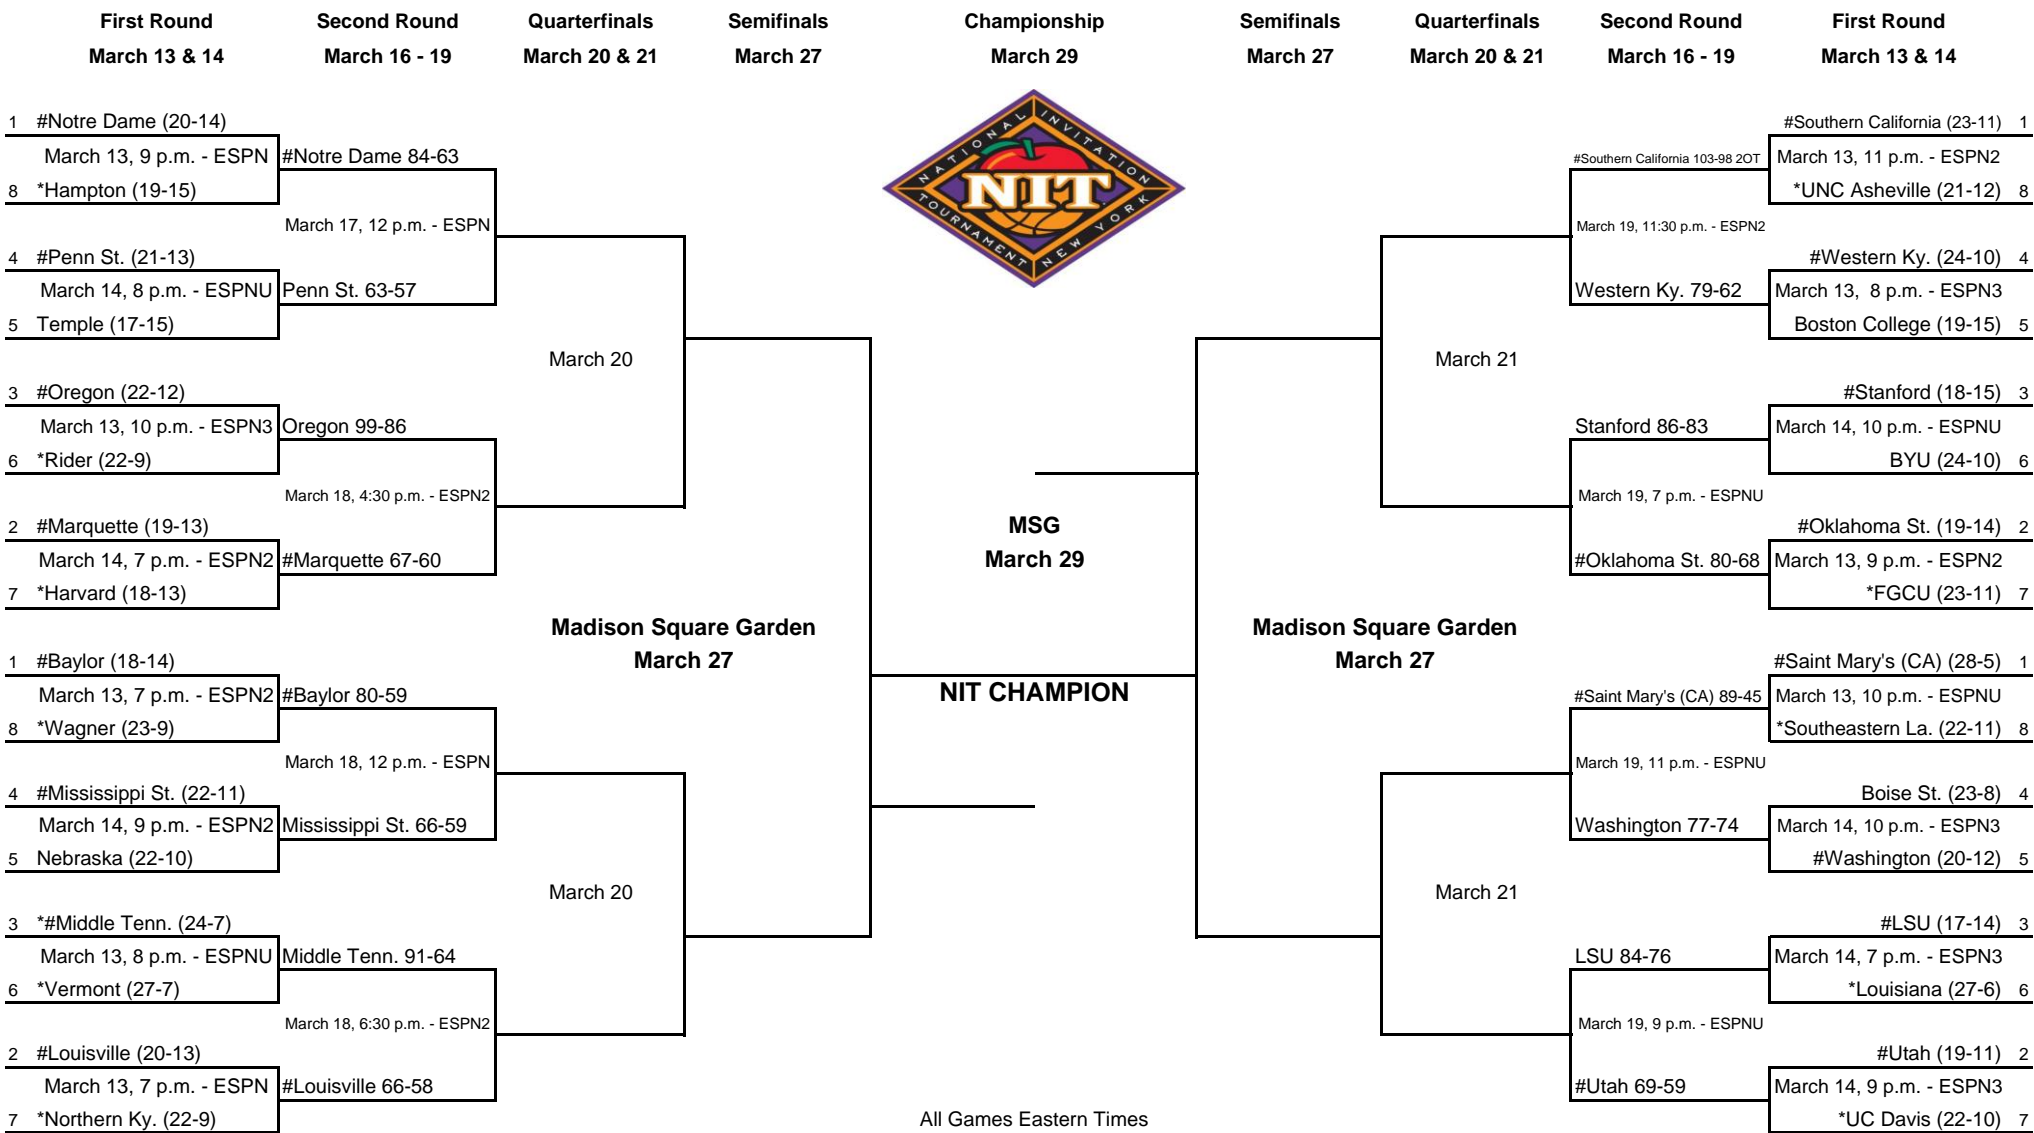 First Round
March 13 & 14
Second Round
March 16 - 19
Quarterfinals
March 20 & 21
Semifinals
March 27
Championship
March 29
Semifinals
March 27
Quarterfinals
March 20 & 21
Second Round
March 16 - 19
First Round
March 13 & 14
1 #Notre Dame (20-14)
March 13, 9 p.m. - ESPN
8 *Hampton (19-15)
4 #Penn St. (21-13)
March 14, 8 p.m. - ESPNU
5 Temple (17-15)
3 #Oregon (22-12)
March 13, 10 p.m. - ESPN3
6 *Rider (22-9)
2 #Marquette (19-13)
March 14, 7 p.m. - ESPN2
7 *Harvard (18-13)
1 #Baylor (18-14)
March 13, 7 p.m. - ESPN2
8 *Wagner (23-9)
4 #Mississippi St. (22-11)
March 14, 9 p.m. - ESPN2
5 Nebraska (22-10)
3 *#Middle Tenn. (24-7)
March 13, 8 p.m. - ESPNU
6 *Vermont (27-7)
2 #Louisville (20-13)
March 13, 7 p.m. - ESPN
7 *Northern Ky. (22-9)
#Notre Dame 84-63
March 17, 12 p.m. - ESPN
Penn St. 63-57
Oregon 99-86
March 18, 4:30 p.m. - ESPN2
#Marquette 67-60
#Baylor 80-59
March 18, 12 p.m. - ESPN
Mississippi St. 66-59
Middle Tenn. 91-64
March 18, 6:30 p.m. - ESPN2
#Louisville 66-58
March 20
Madison Square Garden
March 27
March 20
NATIONAL INVITATION
NIT
TOURNAMENT NEW YORK
MSG
March 29
NIT CHAMPION
All Games Eastern Times
March 21
Madison Square Garden
March 27
March 21
#Southern California 103-98 2OT
March 19, 11:30 p.m. - ESPN2
Western Ky. 79-62
Stanford 86-83
March 19, 7 p.m. - ESPNU
#Oklahoma St. 80-68
#Saint Mary's (CA) 89-45
March 19, 11 p.m. - ESPNU
Washington 77-74
LSU 84-76
March 19, 9 p.m. - ESPNU
#Utah 69-59
#Southern California (23-11) 1
March 13, 11 p.m. - ESPN2
*UNC Asheville (21-12) 8
#Western Ky. (24-10) 4
March 13, 8 p.m. - ESPN3
Boston College (19-15) 5
#Stanford (18-15) 3
March 14, 10 p.m. - ESPNU
BYU (24-10) 6
#Oklahoma St. (19-14) 2
March 13, 9 p.m. - ESPN2
*FGCU (23-11) 7
#Saint Mary's (CA) (28-5) 1
March 13, 10 p.m. - ESPNU
*Southeastern La. (22-11) 8
Boise St. (23-8) 4
March 14, 10 p.m. - ESPN3
#Washington (20-12) 5
#LSU (17-14) 3
March 14, 7 p.m. - ESPN3
*Louisiana (27-6) 6
#Utah (19-11) 2
March 14, 9 p.m. - ESPN3
*UC Davis (22-10) 7